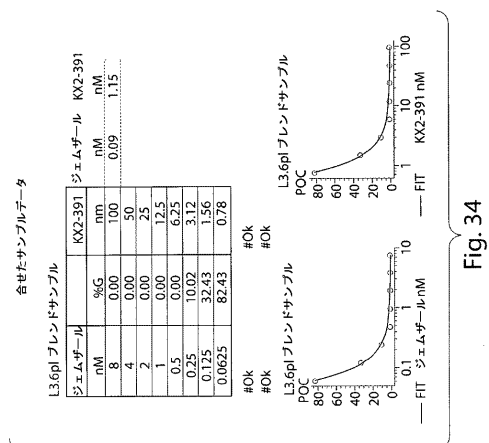 合せたサンプルデータ
L3.6pl ブレンドサンプル
ジェムザール KX2-391 ジェムザール KX2-391
nM %G nm nM nM
8 0.00 100 0.09 1.15
4 0.00 50
2 0.00 25
1 0.00 12.5
0.5 0.00 6.25
0.25 10.02 3.12
0.125 32.43 1.56
0.0625 82.43 0.78
#Ok #Ok
#Ok #Ok
L3.6pl ブレンドサンプル
POC
80
60
40
20
0
0.1 1 10
— FIT ジェムザール nM
L3.6pl ブレンドサンプル
POC
80
60
40
20
0
1 10 100
— FIT KX2-391 nM
Fig. 34